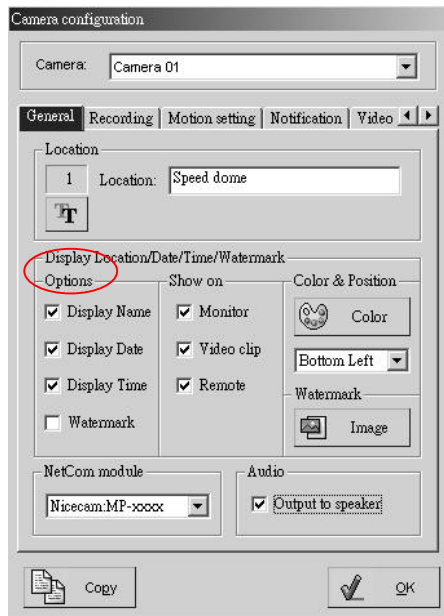 Camera configuration
Camera: Camera 01
General Recording Motion setting Notification Video
Location
1 Location: Speed dome
TT
Display Location/Date/Time/Watermark
Options Show on Color & Position
Display Name Monitor Color
Display Date Video clip Bottom Left
Display Time Remote Watermark
Watermark Image
NetCom module Audio
Nicecam:MP-xxxx Output to speaker
Copy OK